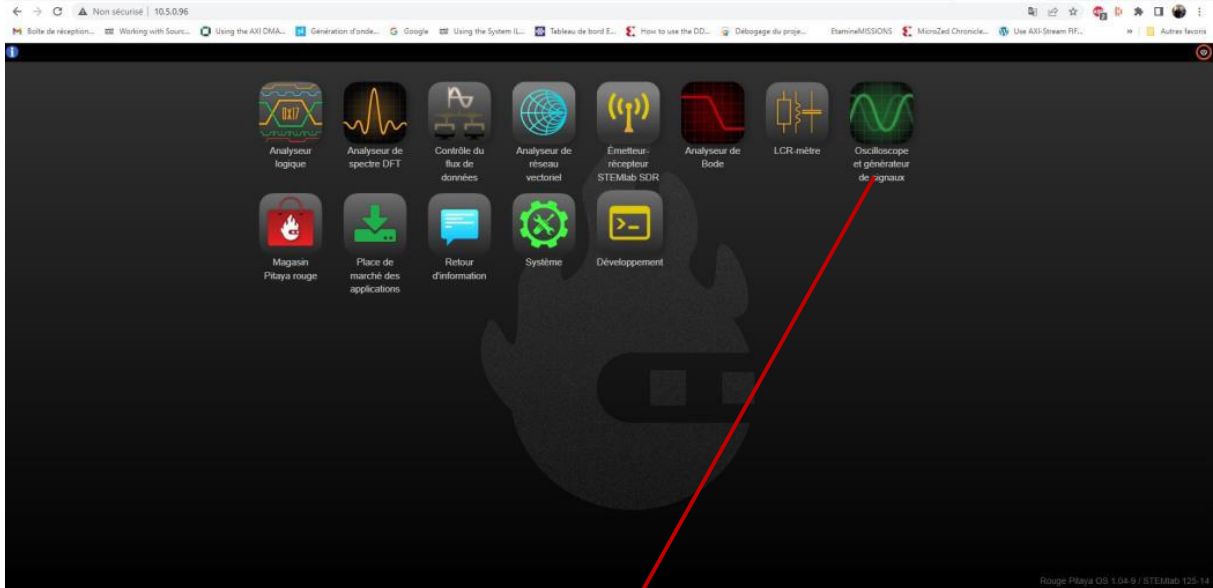 Non sécurisé | 10.5.0.96
Boîte de réception... Working with Sourc... Using the AXI DMA... Génération d'onde... Google Using the System IL... Tableau de bord E... How to use the DD... Débogage du proje... EtamineMISSIONS MicroZed Chronicle... Use AXI-Stream FIF... » Autres favoris
0x17
Analyseur
logique
Analyseur de
spectre DFT
Contrôle du
flux de
données
Analyseur de
réseau
vectoriel
Émetteur-
récepteur
STEMlab SDR
Analyseur de
Bode
LCR-mètre
Oscilloscope
et générateur
de signaux
Magasin
Pitaya rouge
Place de
marché des
applications
Retour
d'information
Système
Développement
Rouge Pitaya OS 1.04-9 / STEMlab 125-14